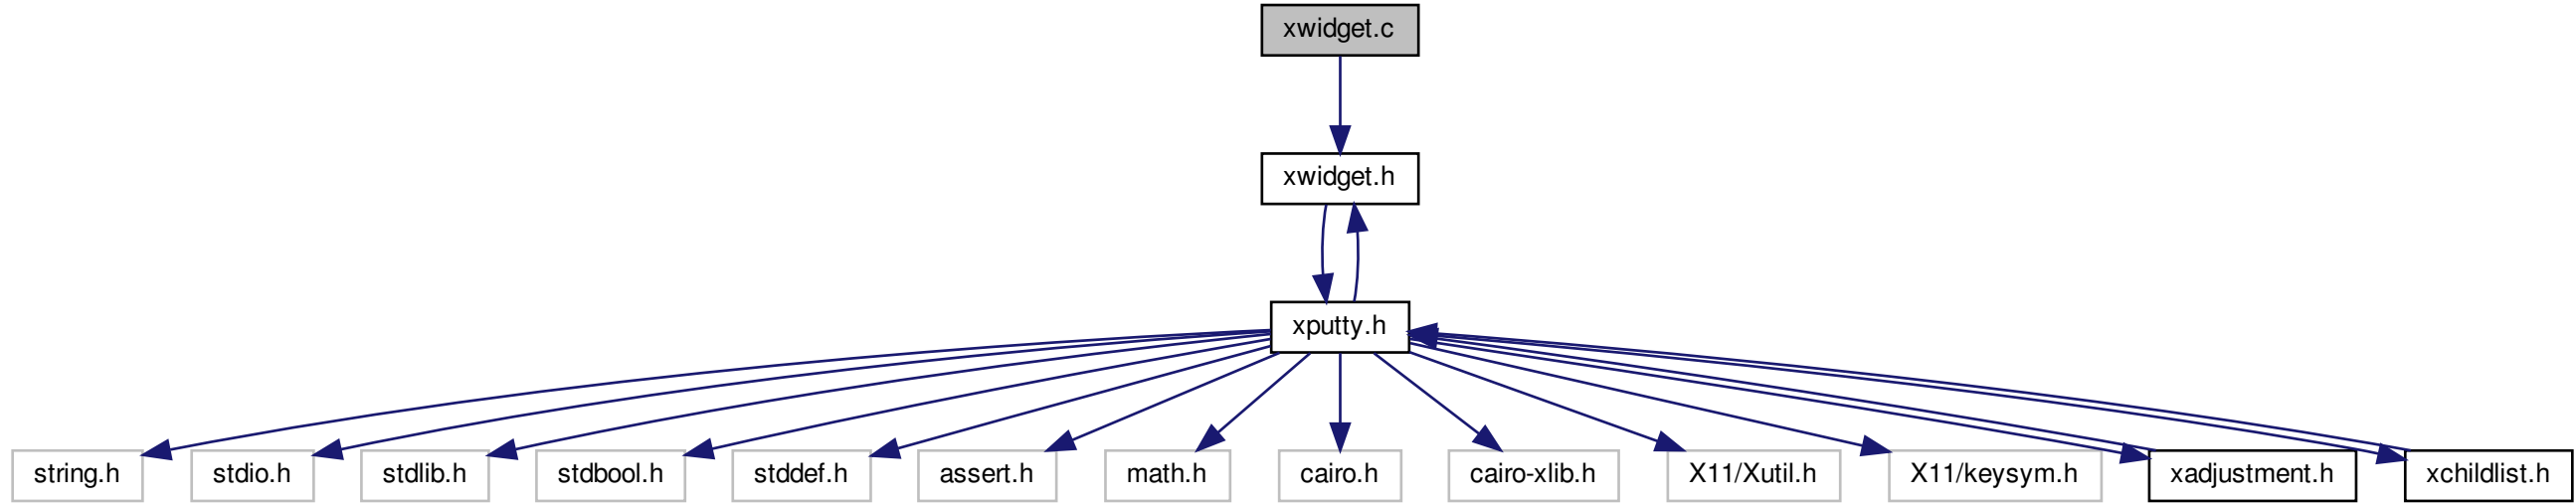 xwidget.c
xwidget.h
xputty.h
string.h
stdio.h
stdlib.h
stdbool.h
stddef.h
assert.h
math.h
cairo.h
cairo-xlib.h
X11/Xutil.h
X11/keysym.h
xadjustment.h
xchildlist.h